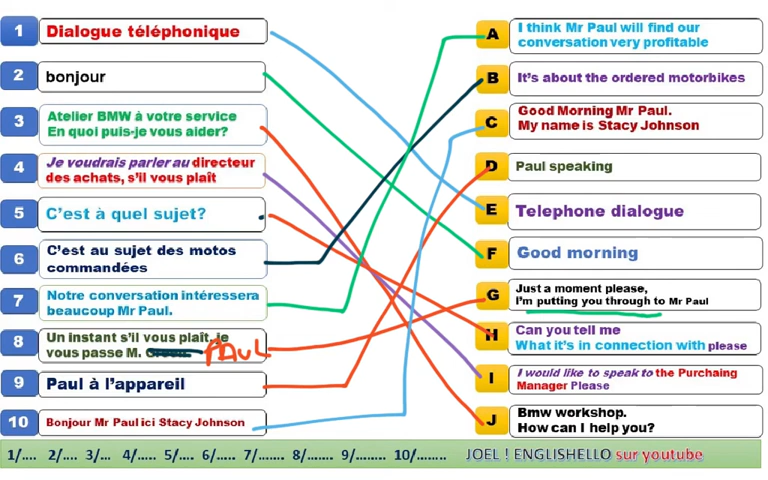 1 Dialogue téléphonique
2 bonjour
3 Atelier BMW à votre service
En quoi puis-je vous aider?
4 Je voudrais parler au directeur
des achats, s'il vous plaît
5 C'est à quel sujet?
6 C'est au sujet des motos
commandées
7 Notre conversation intéressera
beaucoup Mr Paul.
8 Un instant s'il vous plaît, je
vous passe M. PAUL
9 Paul à l'appareil
10 Bonjour Mr Paul ici Stacy Johnson
A I think Mr Paul will find our
conversation very profitable
B It's about the ordered motorbikes
C Good Morning Mr Paul.
My name is Stacy Johnson
D Paul speaking
E Telephone dialogue
F Good morning
G Just a moment please,
I'm putting you through to Mr Paul
H Can you tell me
What it's in connection with please
I I would like to speak to the Purchaing
Manager Please
J Bmw workshop.
How can I help you?
1/.... 2/.... 3/... 4/..... 5/.... 6/..... 7/....... 8/....... 9/........ 10/........ JOEL ! ENGLISHELLO sur youtube